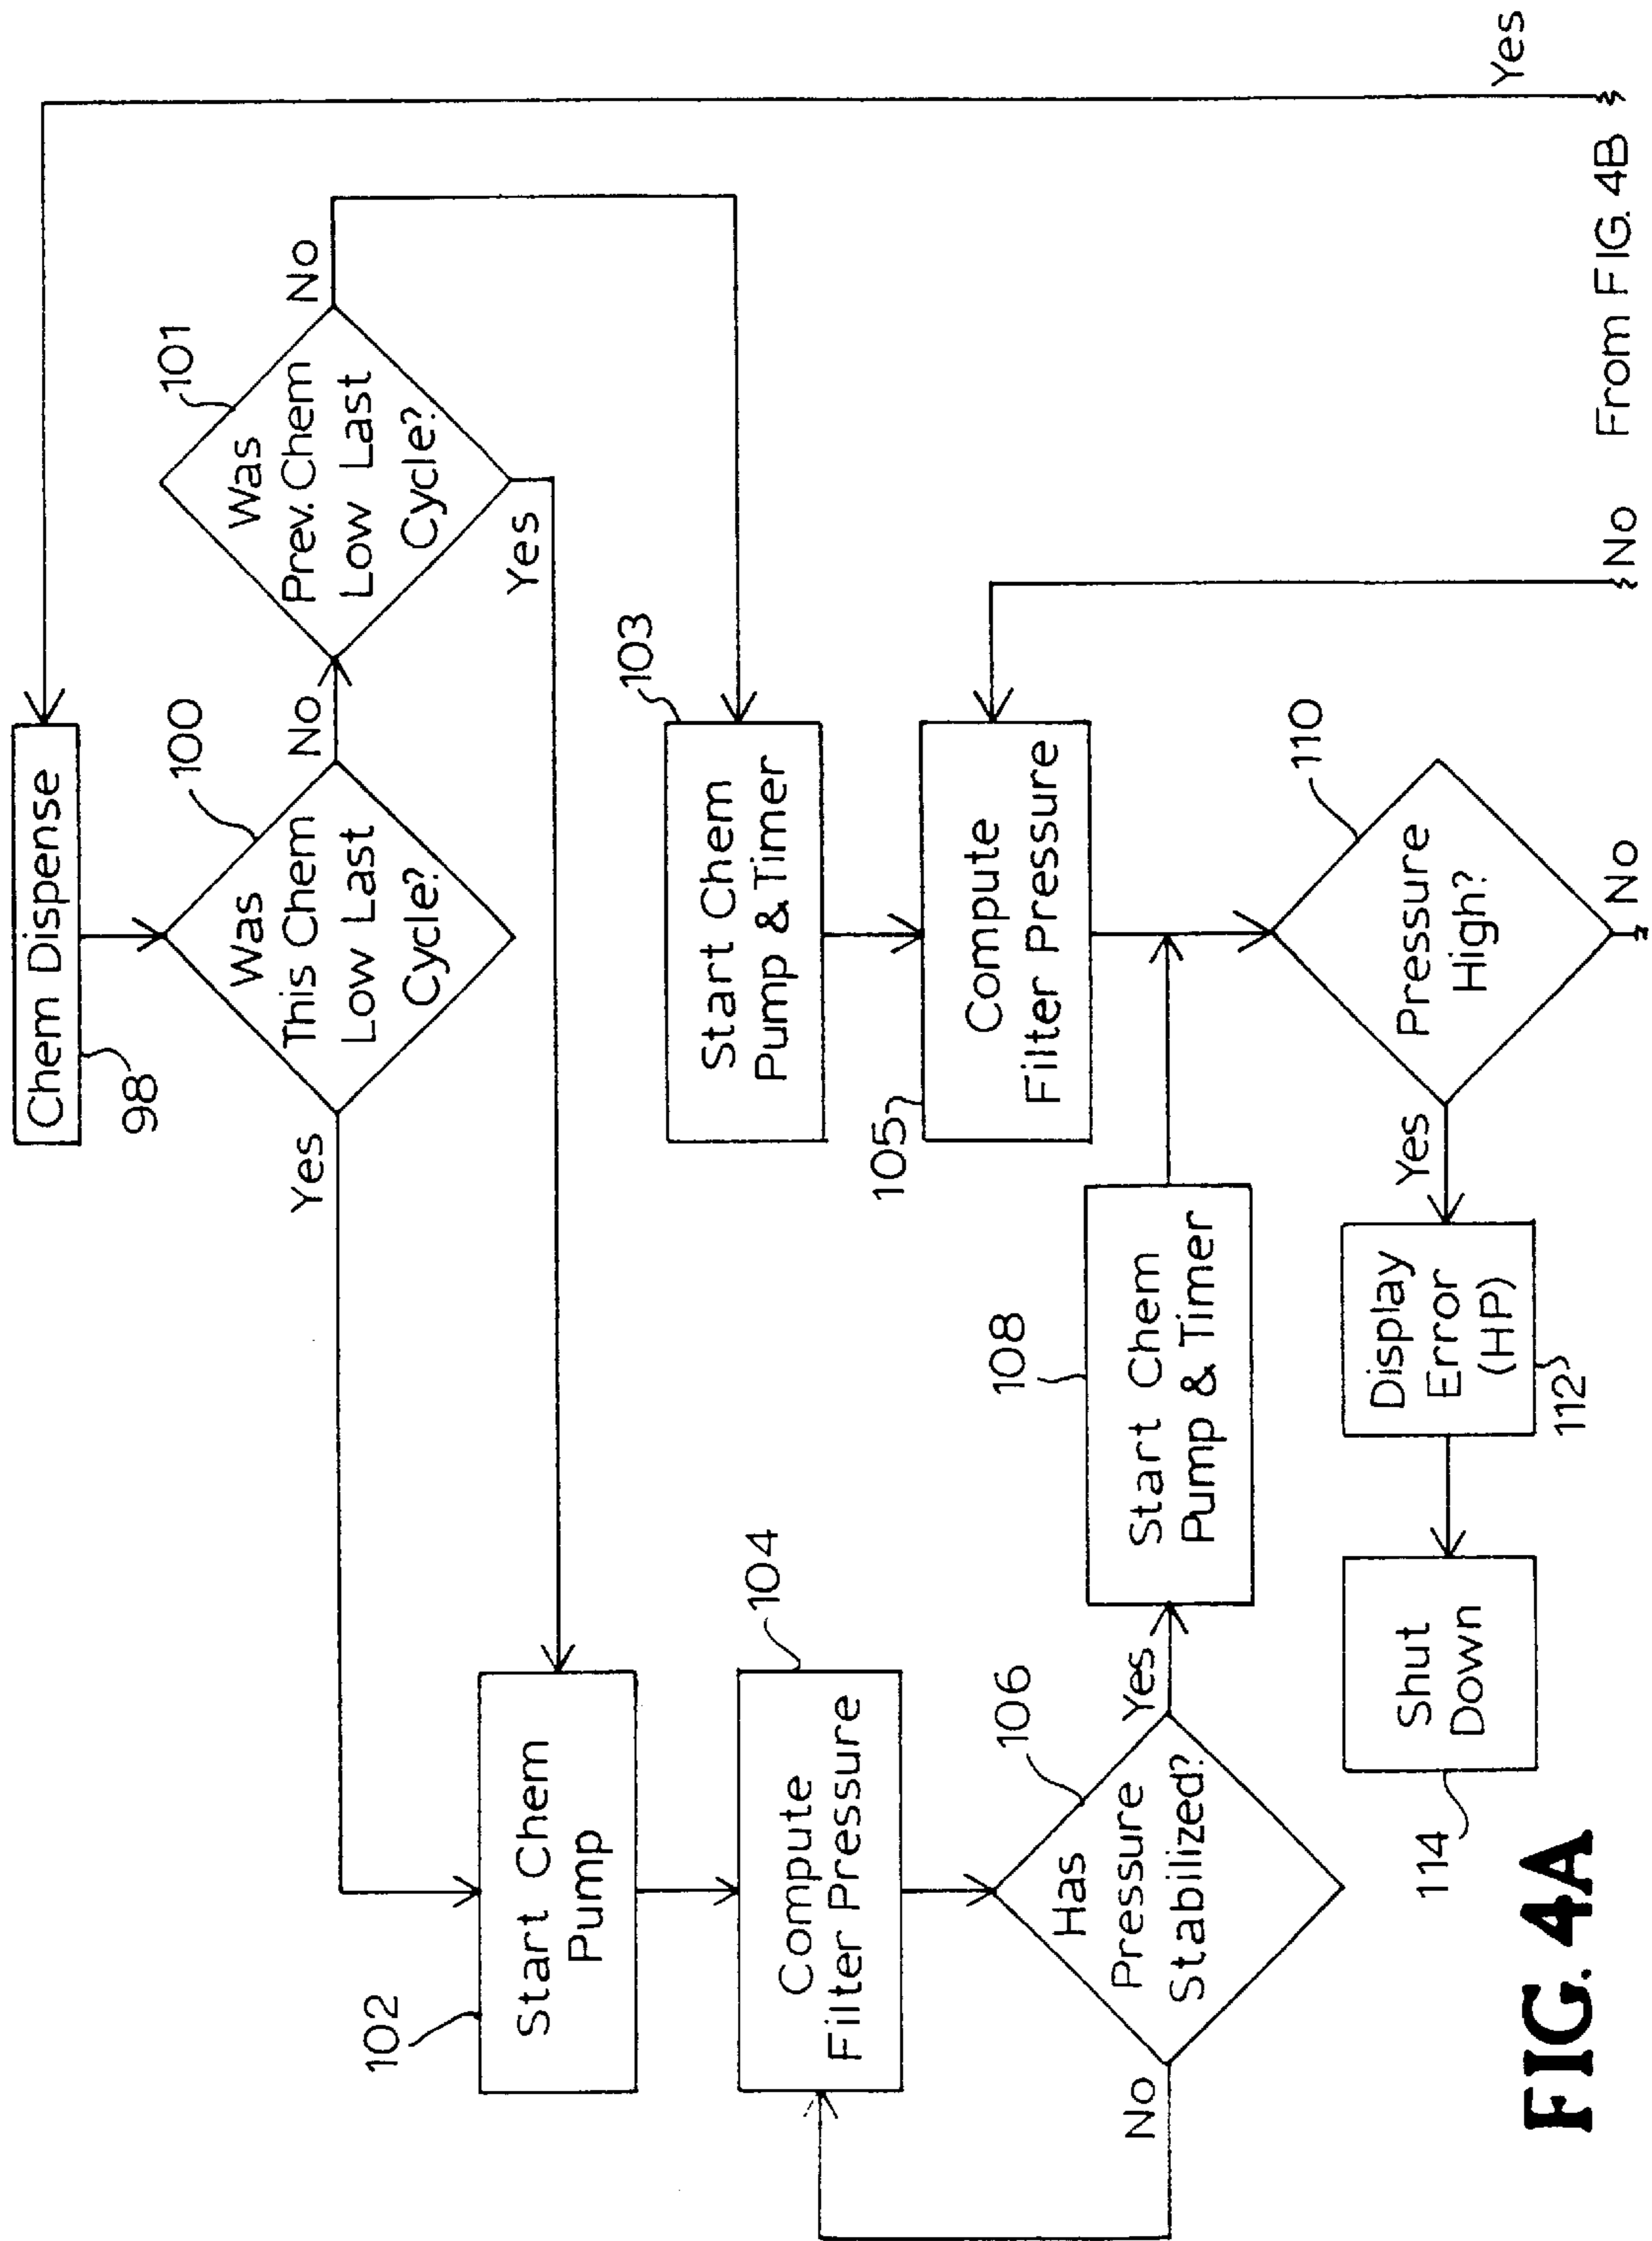 Chem Dispense
98
Was
This Chem
Low Last
Cycle?
100
Yes
No
Was
Prev. Chem
Low Last
Cycle?
101
No
Yes
Start Chem
Pump
102
Start Chem
Pump & Timer
103
Compute
Filter Pressure
104
Compute
Filter Pressure
105
Has
Pressure
Stabilized?
106
No
Yes
Start Chem
Pump & Timer
108
Pressure
High?
110
Yes
No
Display
Error
(HP)
112
Shut
Down
114
No
From FIG. 4B
Yes
FIG. 4A